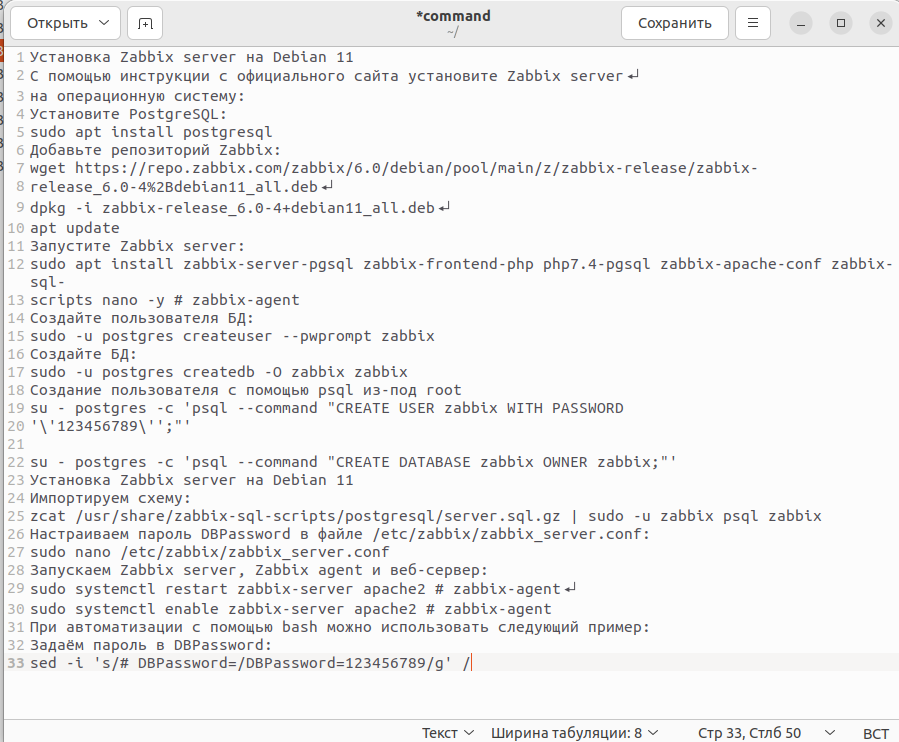 Открыть
*command
~/
Сохранить
1 Установка Zabbix server на Debian 11
2 С помощью инструкции с официального сайта установите Zabbix server↲
3 на операционную систему:
4 Установите PostgreSQL:
5 sudo apt install postgresql
6 Добавьте репозиторий Zabbix:
7 wget https://repo.zabbix.com/zabbix/6.0/debian/pool/main/z/zabbix-release/zabbix-
8 release_6.0-4%2Bdebian11_all.deb↲
9 dpkg -i zabbix-release_6.0-4+debian11_all.deb↲
10 apt update
11 Запустите Zabbix server:
12 sudo apt install zabbix-server-pgsql zabbix-frontend-php php7.4-pgsql zabbix-apache-conf zabbix-
sql-
13 scripts nano -y # zabbix-agent
14 Создайте пользователя БД:
15 sudo -u postgres createuser --pwprompt zabbix
16 Создайте БД:
17 sudo -u postgres createdb -O zabbix zabbix
18 Создание пользователя с помощью psql из-под root
19 su - postgres -c 'psql --command "CREATE USER zabbix WITH PASSWORD
20 '\'123456789\'';"'
21
22 su - postgres -c 'psql --command "CREATE DATABASE zabbix OWNER zabbix;"'
23 Установка Zabbix server на Debian 11
24 Импортируем схему:
25 zcat /usr/share/zabbix-sql-scripts/postgresql/server.sql.gz | sudo -u zabbix psql zabbix
26 Настраиваем пароль DBPassword в файле /etc/zabbix/zabbix_server.conf:
27 sudo nano /etc/zabbix/zabbix_server.conf
28 Запускаем Zabbix server, Zabbix agent и веб-сервер:
29 sudo systemctl restart zabbix-server apache2 # zabbix-agent↲
30 sudo systemctl enable zabbix-server apache2 # zabbix-agent
31 При автоматизации с помощью bash можно использовать следующий пример:
32 Задаём пароль в DBPassword:
33 sed -i 's/# DBPassword=/DBPassword=123456789/g' /
Текст Ширина табуляции: 8 Стр 33, Стлб 50 ВСТ